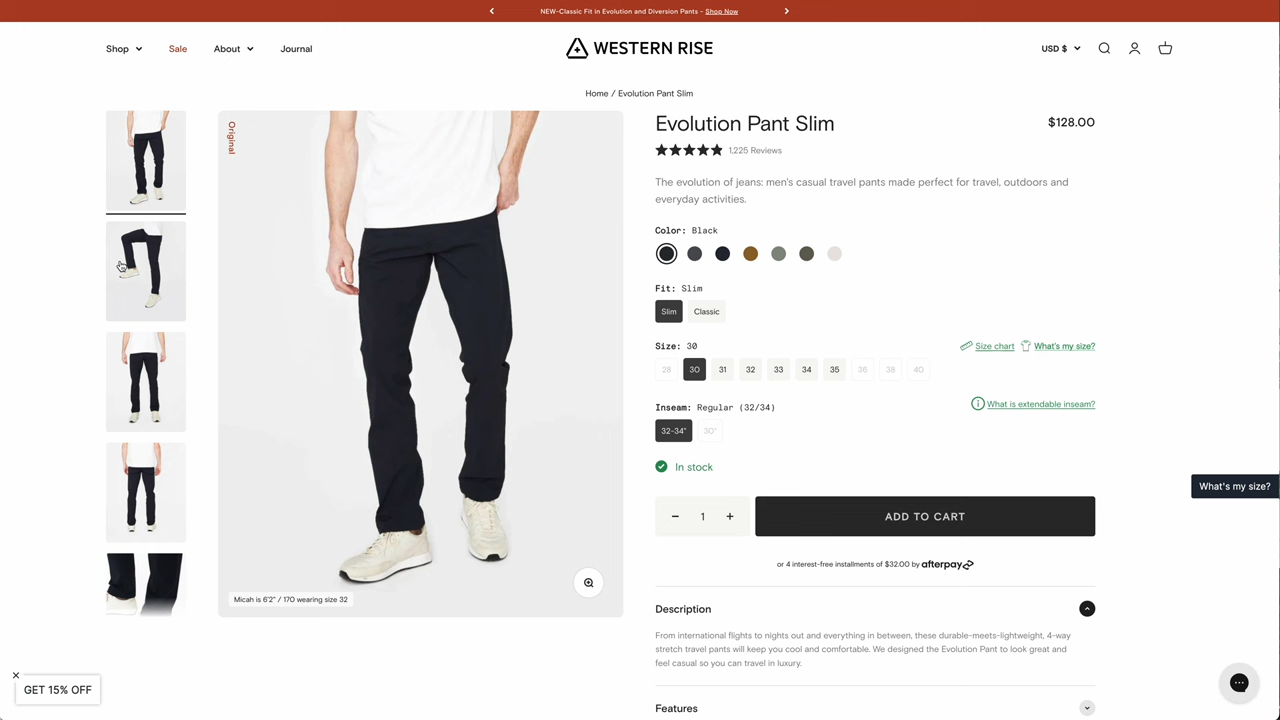 NEW-Classic Fit in Evolution and Diversion Pants - Shop Now
Shop
Sale
About
Journal
WESTERN RISE
USD $
Home / Evolution Pant Slim
Original
Micah is 6'2" / 170 wearing size 32
Evolution Pant Slim
$128.00
1,225 Reviews
The evolution of jeans: men's casual travel pants made perfect for travel, outdoors and
everyday activities.
Color: Black
Fit: Slim
Slim
Classic
Size: 30
Size chart
What's my size?
28
30
31
32
33
34
35
36
38
40
Inseam: Regular (32/34)
What is extendable inseam?
32-34"
30"
In stock
What's my size?
- 1 +
ADD TO CART
or 4 interest-free installments of $32.00 by afterpay
Description
From international flights to nights out and everything in between, these durable-meets-lightweight, 4-way
stretch travel pants will keep you cool and comfortable. We designed the Evolution Pant to look great and
feel casual so you can travel in luxury.
Features
GET 15% OFF